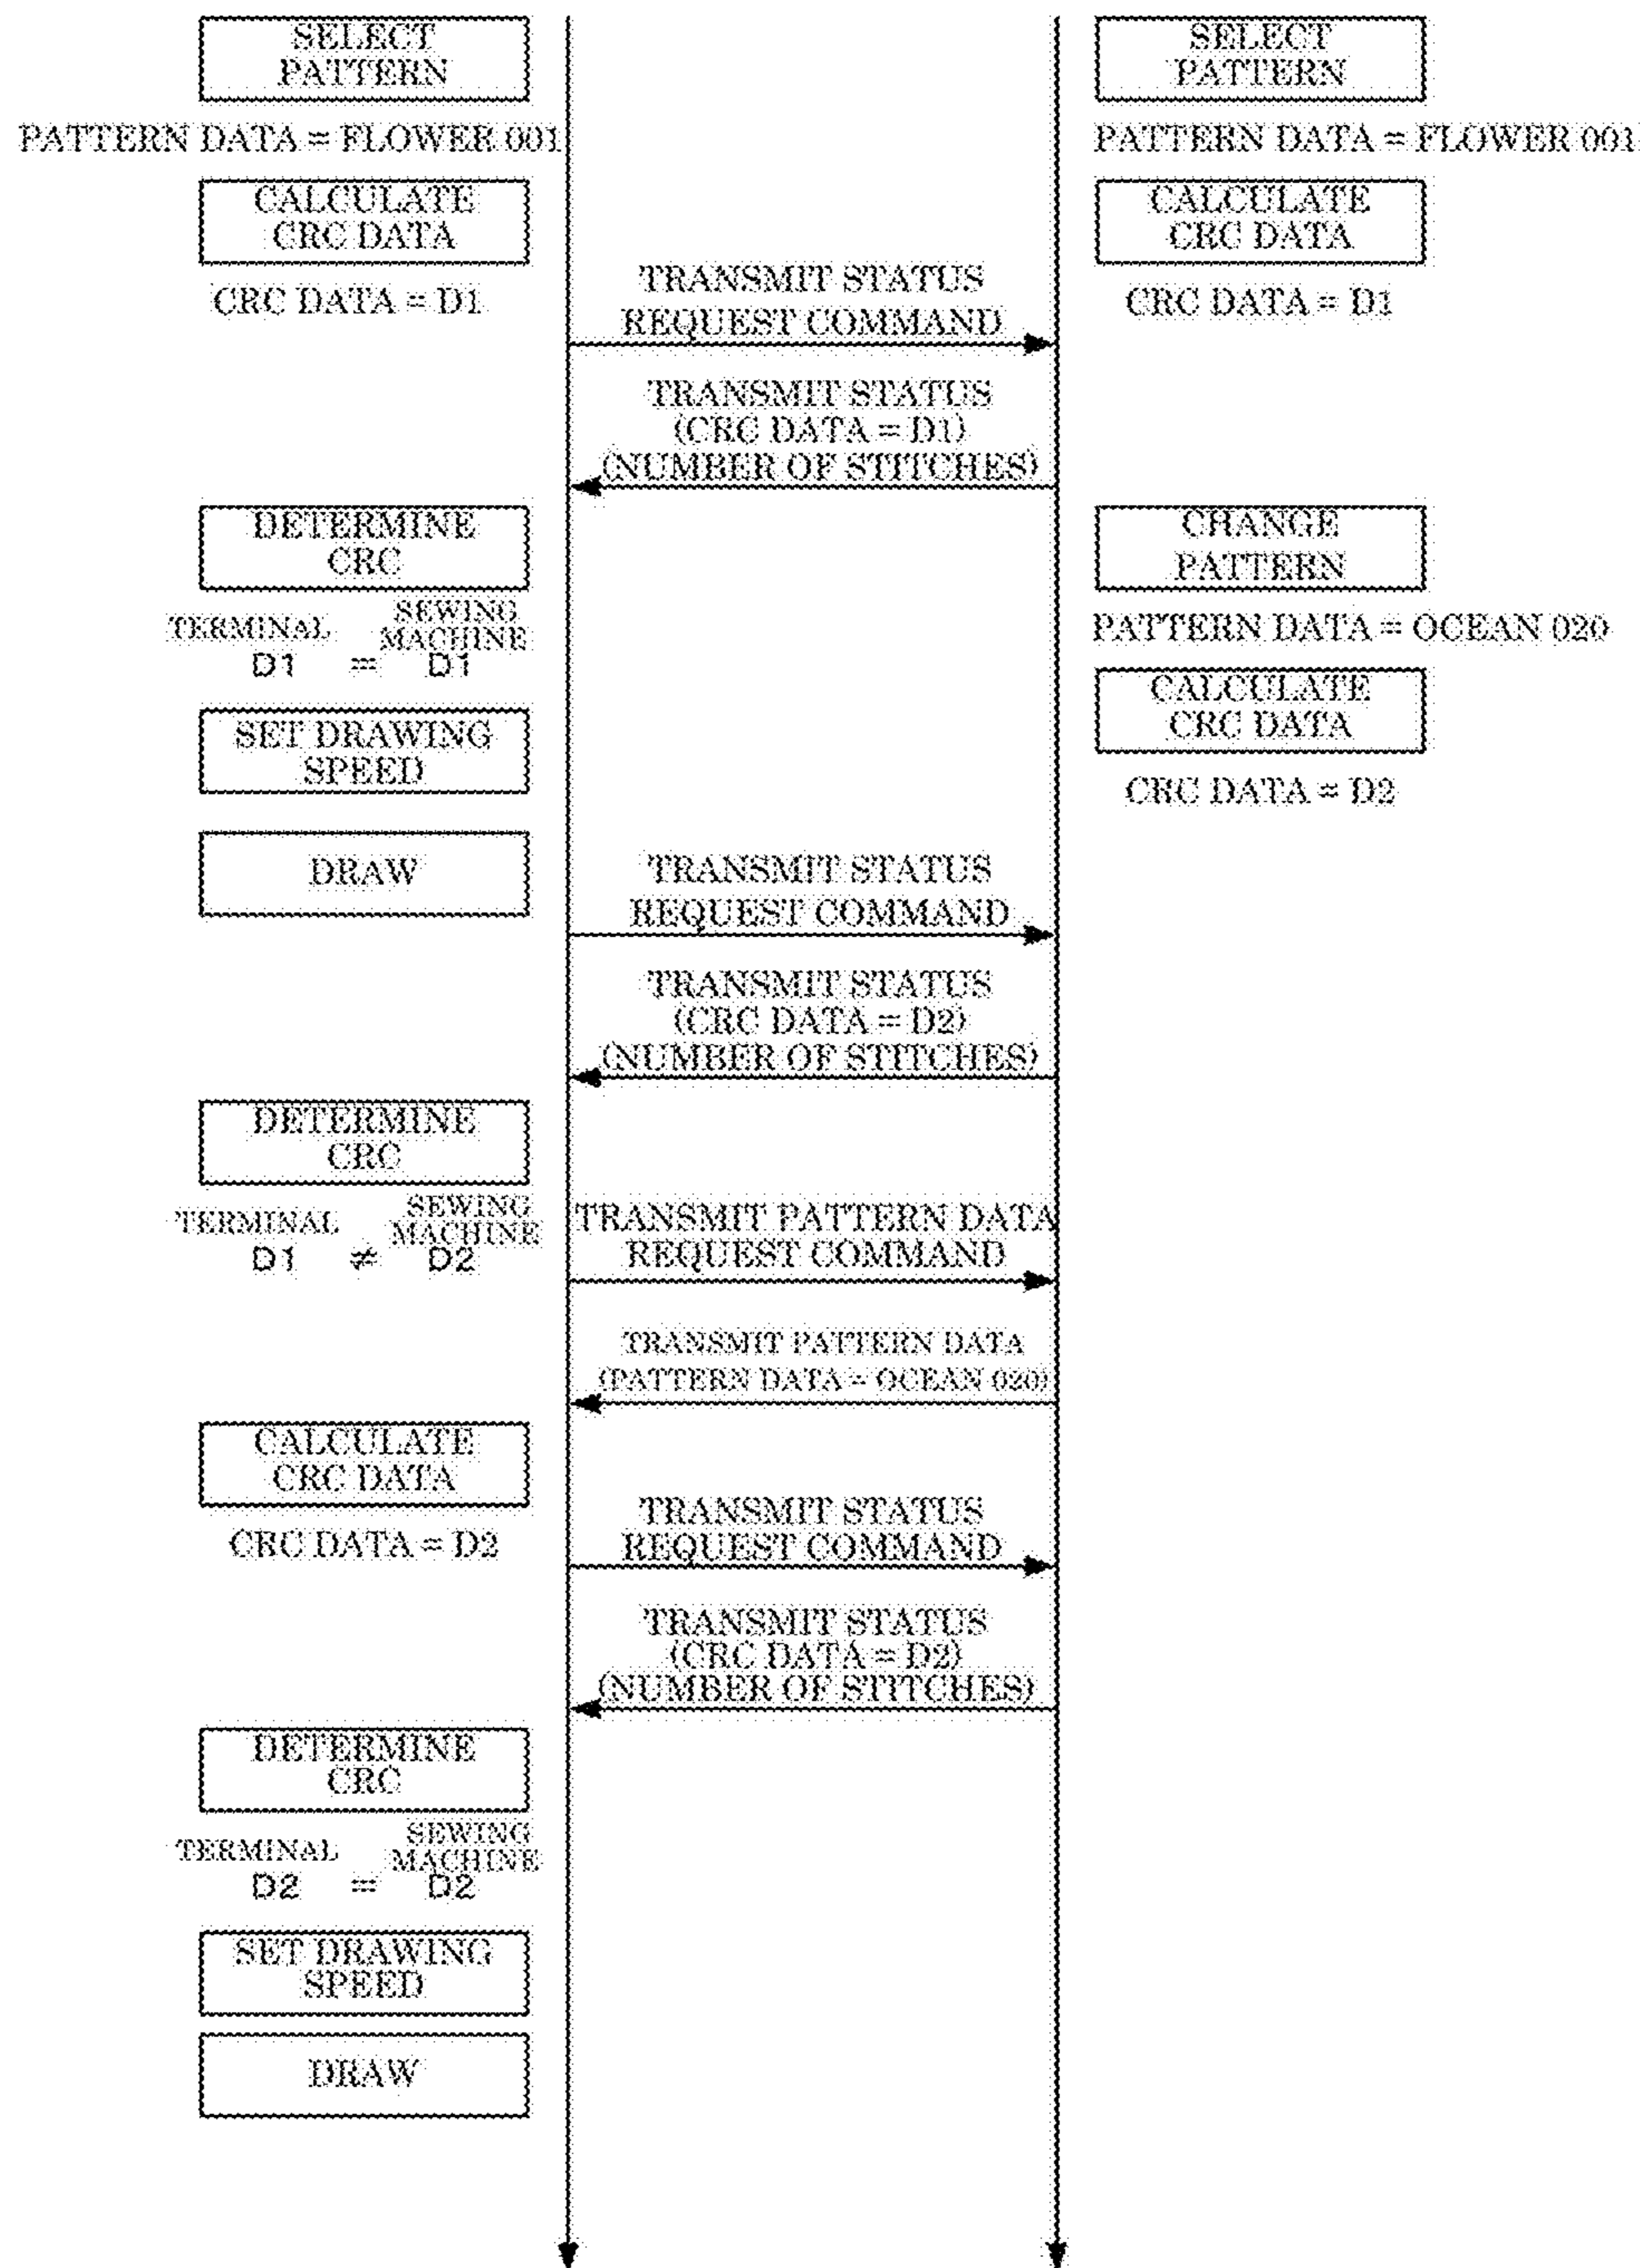 SELECT
PATTERN
PATTERN DATA = FLOWER 001
CALCULATE
CRC DATA
CRC DATA = D1
SELECT
PATTERN
PATTERN DATA = FLOWER 001
CALCULATE
CRC DATA
CRC DATA = D1
TRANSMIT STATUS
REQUEST COMMAND
TRANSMIT STATUS
(CRC DATA = D1)
(NUMBER OF STITCHES)
DETERMINE
CRC
TERMINAL SEWING
MACHINE
D1 = D1
SET DRAWING
SPEED
DRAW
CHANGE
PATTERN
PATTERN DATA = OCEAN 020
CALCULATE
CRC DATA
CRC DATA = D2
TRANSMIT STATUS
REQUEST COMMAND
TRANSMIT STATUS
(CRC DATA = D2)
(NUMBER OF STITCHES)
DETERMINE
CRC
TERMINAL SEWING
MACHINE
D1 ≠ D2
TRANSMIT PATTERN DATA
REQUEST COMMAND
TRANSMIT PATTERN DATA
(PATTERN DATA = OCEAN 020)
CALCULATE
CRC DATA
CRC DATA = D2
TRANSMIT STATUS
REQUEST COMMAND
TRANSMIT STATUS
(CRC DATA = D2)
(NUMBER OF STITCHES)
DETERMINE
CRC
TERMINAL SEWING
MACHINE
D2 = D2
SET DRAWING
SPEED
DRAW